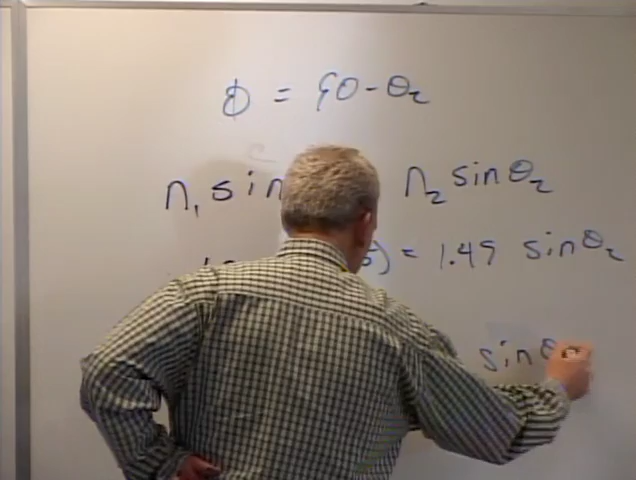 φ = 90 - θ₂
n₁ sin n₂ sin θ₂
) = 1.49 sin θ₂
sin θ